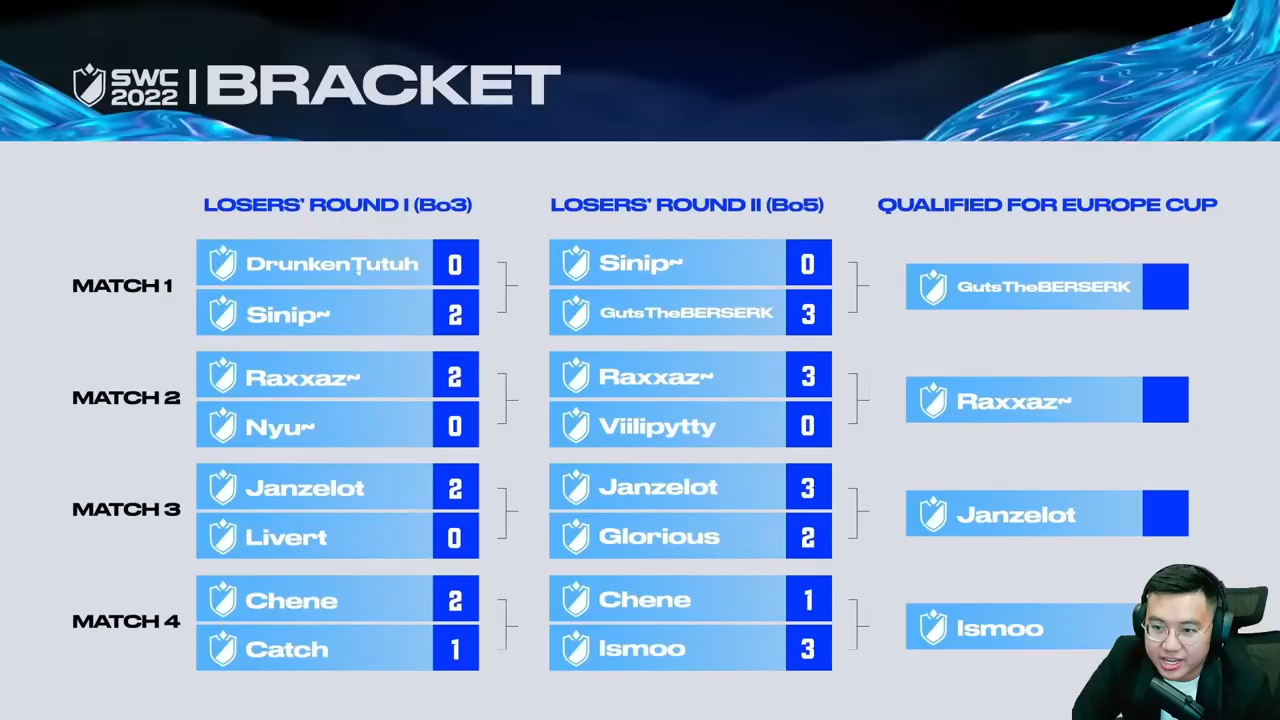 SWC 2022 | BRACKET
LOSERS' ROUND I (Bo3)
LOSERS' ROUND II (Bo5)
QUALIFIED FOR EUROPE CUP
MATCH 1
DrunkenȚutuh 0
Sinip~ 2
Sinip~ 0
GutsTheBERSERK 3
GutsTheBERSERK
MATCH 2
Raxxaz~ 2
Nyu~ 0
Raxxaz~ 3
Viilipytty 0
Raxxaz~
MATCH 3
Janzelot 2
Livert 0
Janzelot 3
Glorious 2
Janzelot
MATCH 4
Chene 2
Catch 1
Chene 1
Ismoo 3
Ismoo